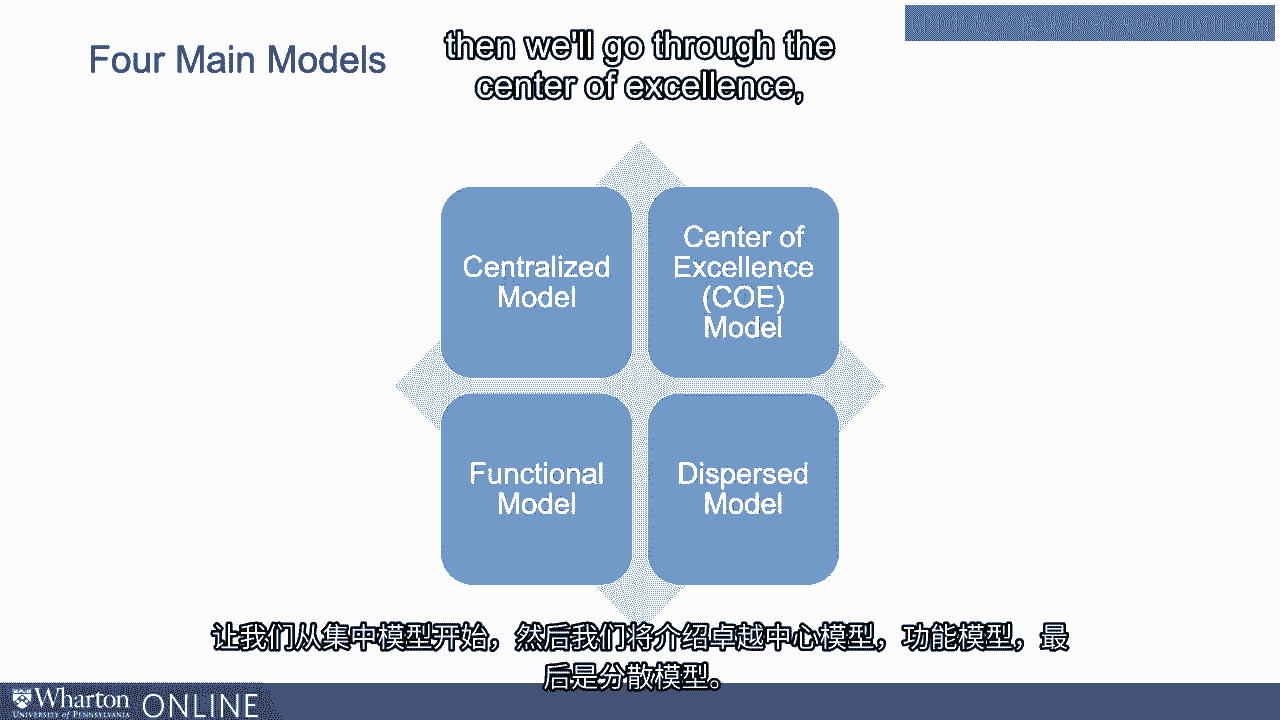 Four Main Models
then we'll go through the
center of excellence,
Centralized
Model
Center of
Excellence
(COE)
Model
Functional
Model
Dispersed
Model
让我们从集中模型开始，然后我们将介绍卓越中心模型，功能模型，最
后是分散模型。
Wharton
UNIVERSITY of PENNSYLVANIA
ONLINE